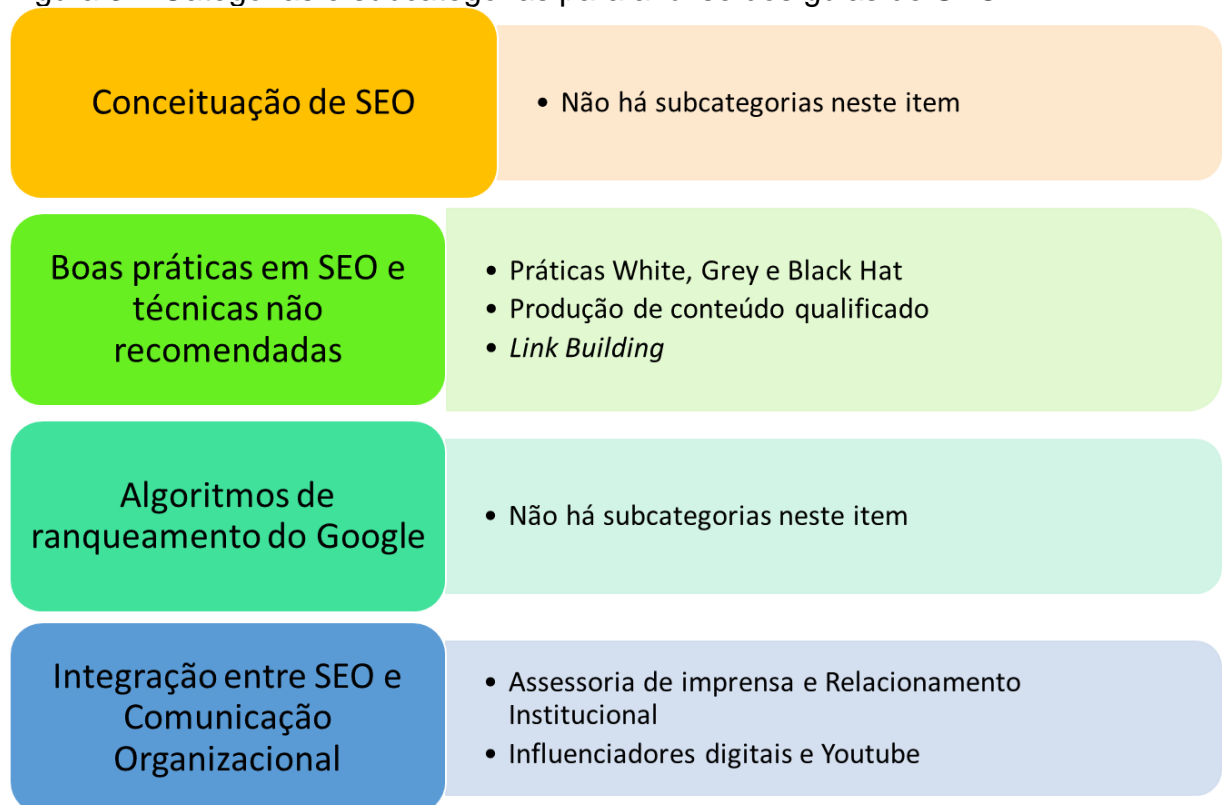 Conceituação de SEO
• Não há subcategorias neste item
Boas práticas em SEO e
técnicas não
recomendadas
• Práticas White, Grey e Black Hat
• Produção de conteúdo qualificado
• Link Building
Algoritmos de
ranqueamento do Google
• Não há subcategorias neste item
Integração entre SEO e
Comunicação
Organizacional
• Assessoria de imprensa e Relacionamento
Institucional
• Influenciadores digitais e Youtube